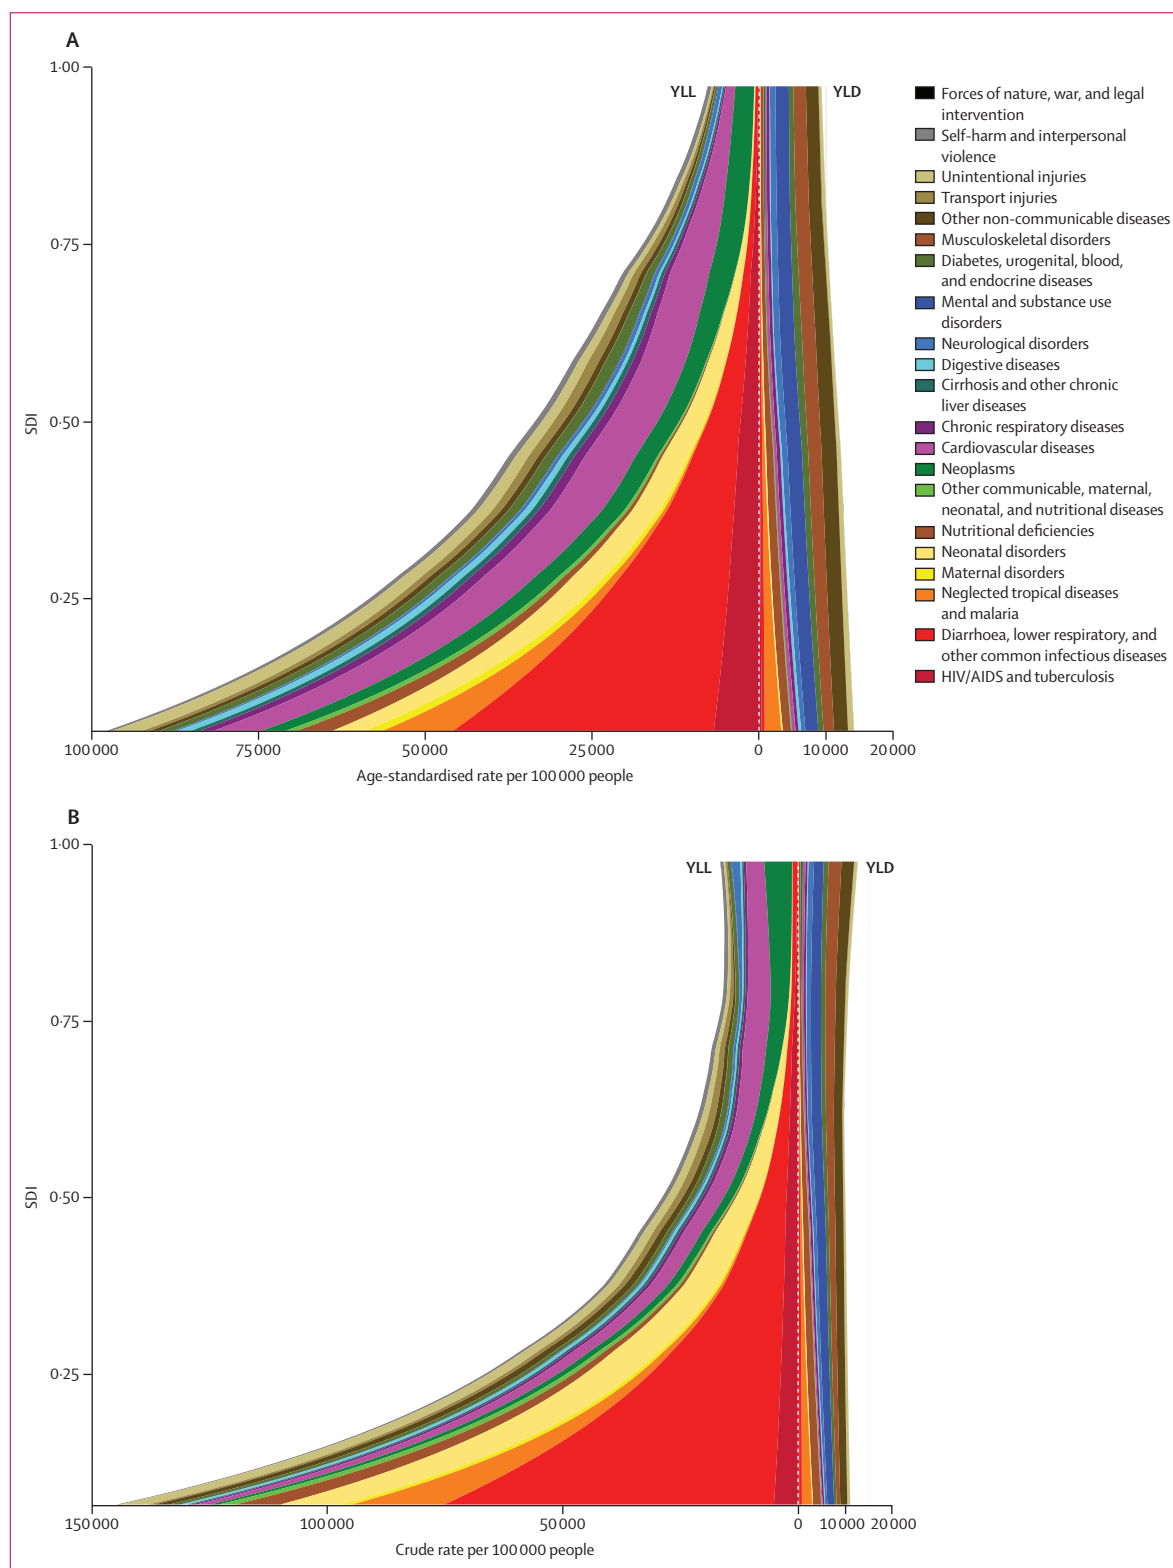 A
1·00
YLL
YLD
0·75
0·50
SDI
0·25
100 000
75 000
50 000
25 000
0
10 000
20 000
Age-standardised rate per 100 000 people
Forces of nature, war, and legal
intervention
Self-harm and interpersonal
violence
Unintentional injuries
Transport injuries
Other non-communicable diseases
Musculoskeletal disorders
Diabetes, urogenital, blood,
and endocrine diseases
Mental and substance use
disorders
Neurological disorders
Digestive diseases
Cirrhosis and other chronic
liver diseases
Chronic respiratory diseases
Cardiovascular diseases
Neoplasms
Other communicable, maternal,
neonatal, and nutritional diseases
Nutritional deficiencies
Neonatal disorders
Maternal disorders
Neglected tropical diseases
and malaria
Diarrhoea, lower respiratory, and
other common infectious diseases
HIV/AIDS and tuberculosis
B
1·00
YLL
YLD
0·75
0·50
SDI
0·25
150 000
100 000
50 000
0
10 000
20 000
Crude rate per 100 000 people